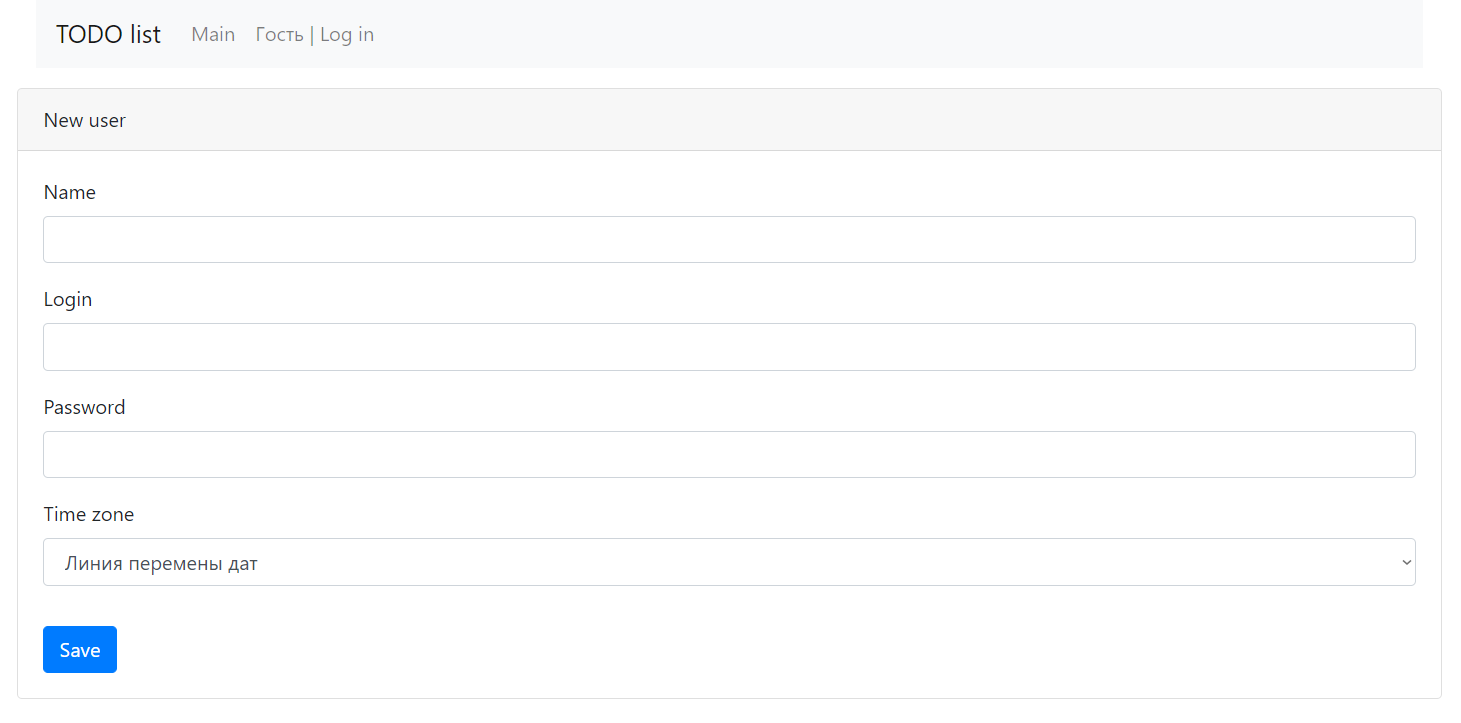 TODO list Main Гость | Log in
New user
Name
Login
Password
Time zone
Линия перемены дат
Save